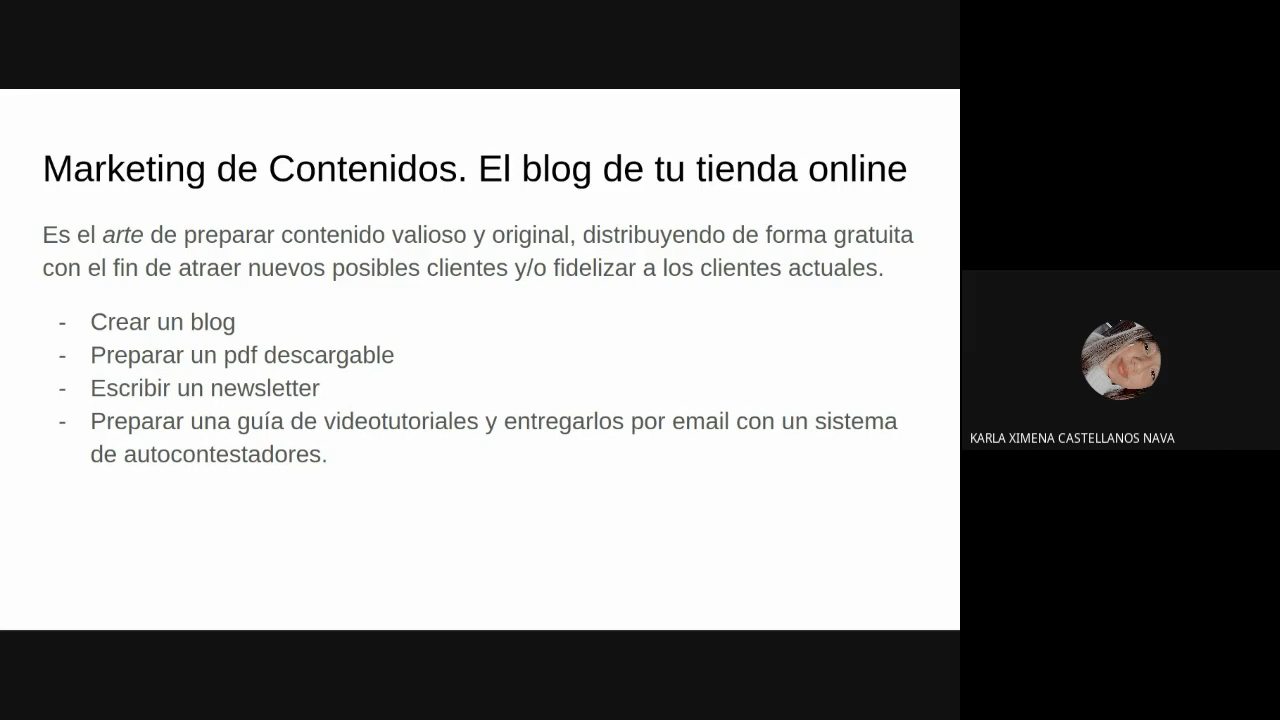 Marketing de Contenidos. El blog de tu tienda online
Es el arte de preparar contenido valioso y original, distribuyendo de forma gratuita
con el fin de atraer nuevos posibles clientes y/o fidelizar a los clientes actuales.
- Crear un blog
- Preparar un pdf descargable
- Escribir un newsletter
- Preparar una guía de videotutoriales y entregarlos por email con un sistema
de autocontestadores.
KARLA XIMENA CASTELLANOS NAVA